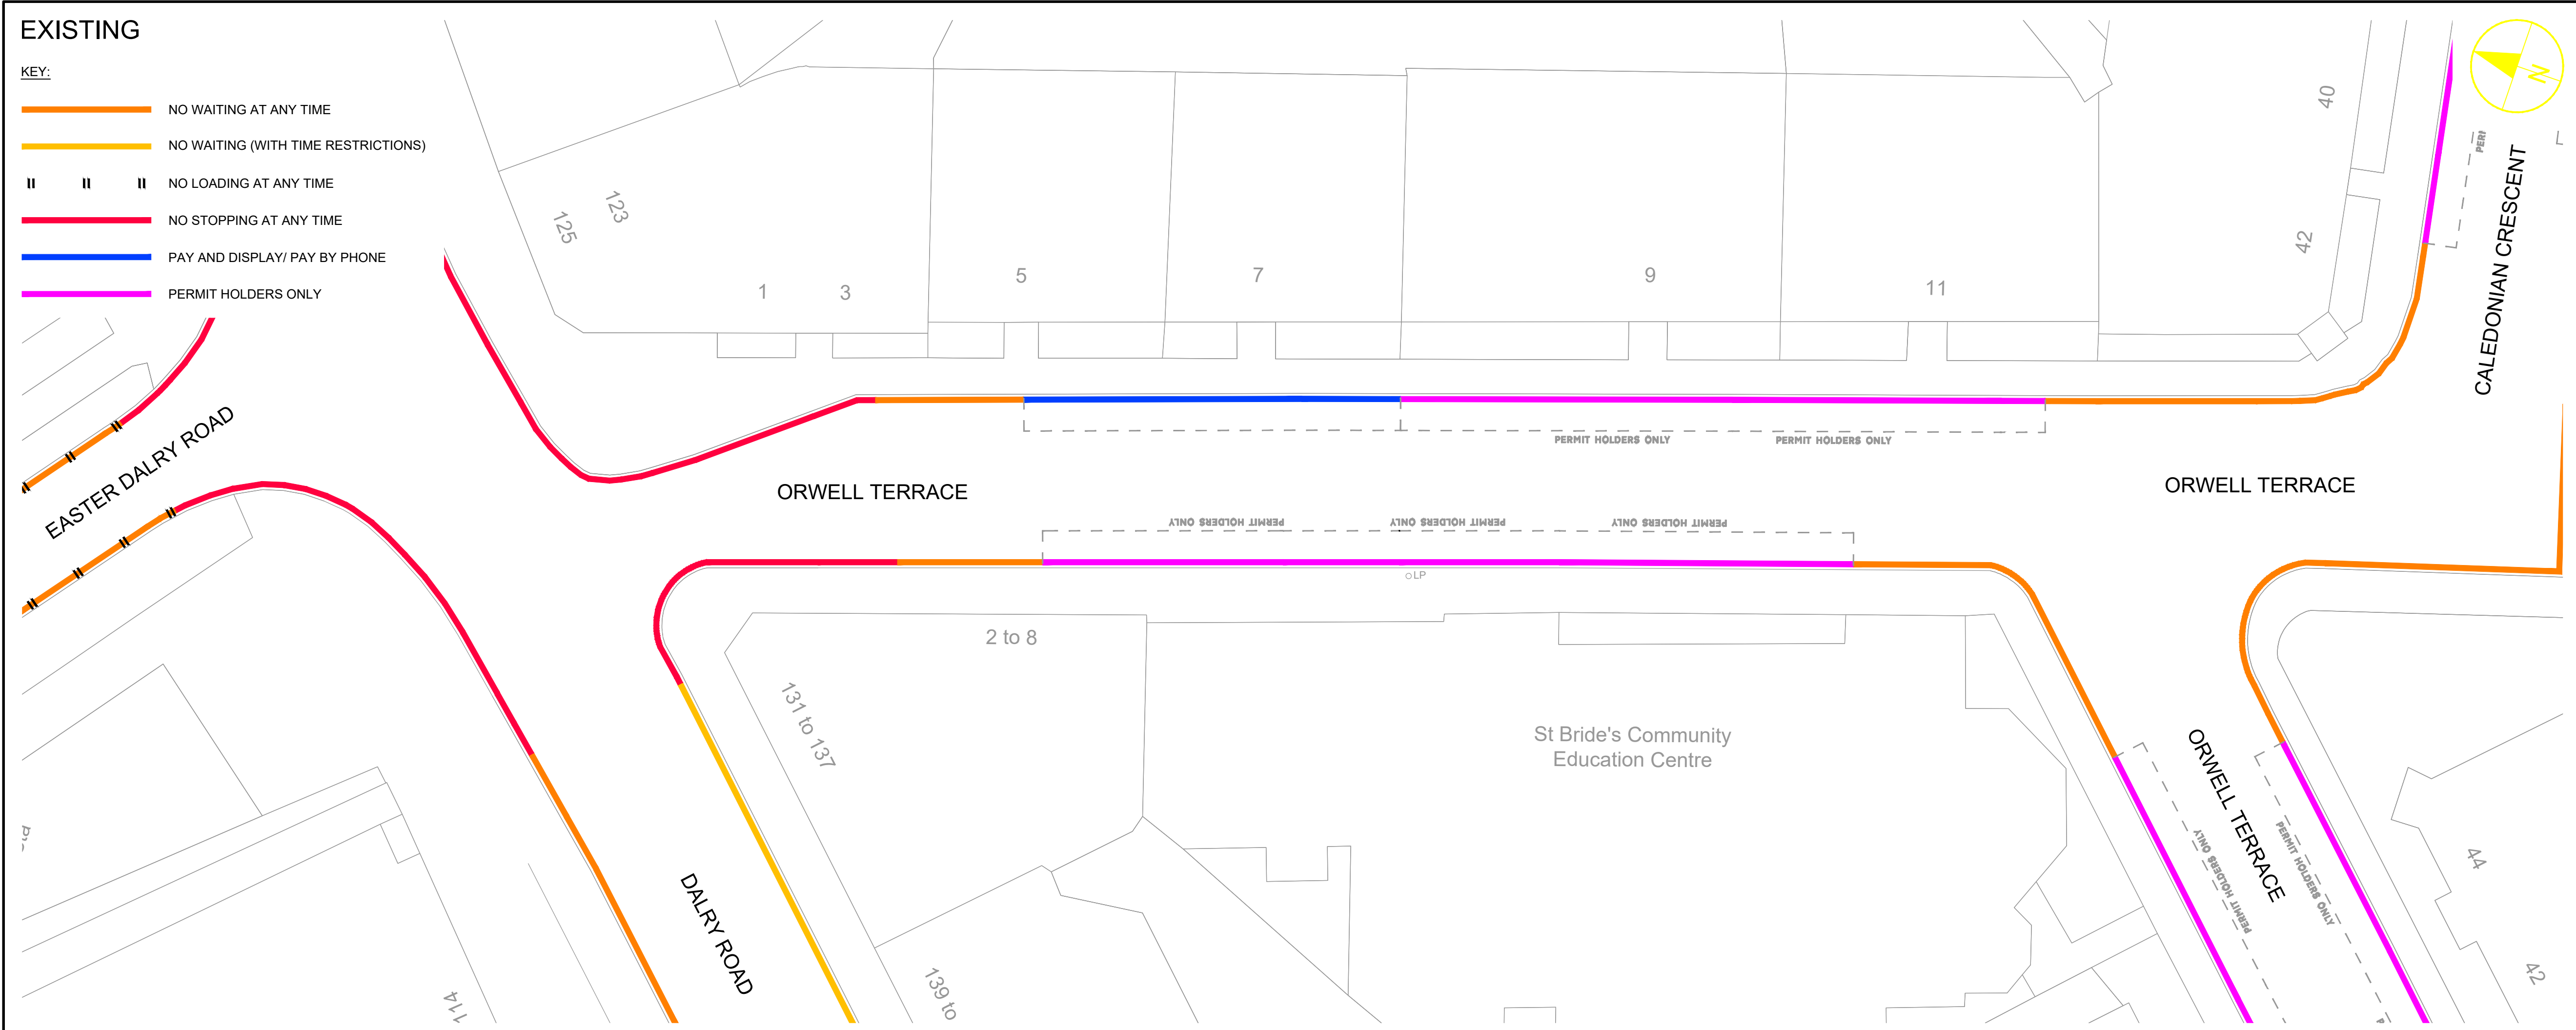 EXISTING
KEY:
NO WAITING AT ANY TIME
NO WAITING (WITH TIME RESTRICTIONS)
NO LOADING AT ANY TIME
NO STOPPING AT ANY TIME
PAY AND DISPLAY/ PAY BY PHONE
PERMIT HOLDERS ONLY
N
40
PERI
CALEDONIAN CRESCENT
123
125
42
1
3
5
7
9
11
EASTER DALRY ROAD
PERMIT HOLDERS ONLY
PERMIT HOLDERS ONLY
ORWELL TERRACE
ORWELL TERRACE
PERMIT HOLDERS ONLY
PERMIT HOLDERS ONLY
PERMIT HOLDERS ONLY
LP
2 to 8
131 to 137
St Bride's Community
Education Centre
ORWELL TERRACE
PERMIT HOLDERS ONLY
PERMIT HOLDERS ONLY
44
DALRY ROAD
139 to
114
42